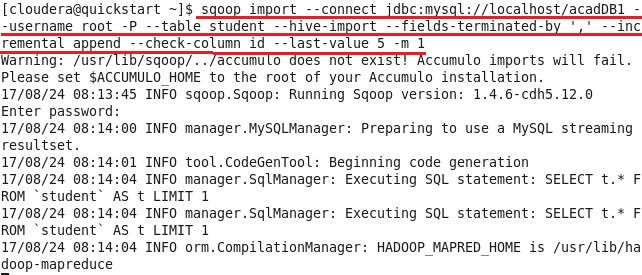 [cloudera@quickstart ~]$ sqoop import --connect jdbc:mysql://localhost/acadDB1 -
-username root -P --table student --hive-import --fields-terminated-by ',' --inc
remental append --check-column id --last-value 5 -m 1
Warning: /usr/lib/sqoop/../accumulo does not exist! Accumulo imports will fail.
Please set $ACCUMULO_HOME to the root of your Accumulo installation.
17/08/24 08:13:45 INFO sqoop.Sqoop: Running Sqoop version: 1.4.6-cdh5.12.0
Enter password:
17/08/24 08:14:00 INFO manager.MySQLManager: Preparing to use a MySQL streaming
resultset.
17/08/24 08:14:01 INFO tool.CodeGenTool: Beginning code generation
17/08/24 08:14:04 INFO manager.SqlManager: Executing SQL statement: SELECT t.* F
ROM `student` AS t LIMIT 1
17/08/24 08:14:04 INFO manager.SqlManager: Executing SQL statement: SELECT t.* F
ROM `student` AS t LIMIT 1
17/08/24 08:14:04 INFO orm.CompilationManager: HADOOP_MAPRED_HOME is /usr/lib/ha
doop-mapreduce